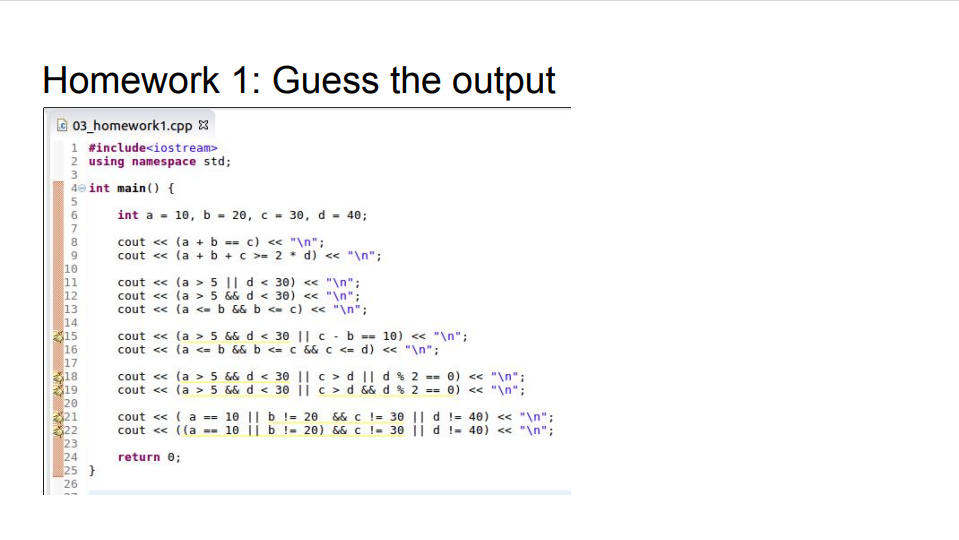 Homework 1: Guess the output
03_homework1.cpp
1 #include<iostream>
2 using namespace std;
3
4 int main() {
5
6 int a = 10, b = 20, c = 30, d = 40;
7
8 cout << (a + b == c) << "\n";
9 cout << (a + b + c >= 2 * d) << "\n";
10
11 cout << (a > 5 || d < 30) << "\n";
12 cout << (a > 5 && d < 30) << "\n";
13 cout << (a <= b && b <= c) << "\n";
14
15 cout << (a > 5 && d < 30 || c - b == 10) << "\n";
16 cout << (a <= b && b <= c && c <= d) << "\n";
17
18 cout << (a > 5 && d < 30 || c > d || d % 2 == 0) << "\n";
19 cout << (a > 5 && d < 30 || c > d && d % 2 == 0) << "\n";
20
21 cout << ( a == 10 || b != 20  && c != 30 || d != 40) << "\n";
22 cout << ((a == 10 || b != 20) && c != 30 || d != 40) << "\n";
23
24 return 0;
25 }
26